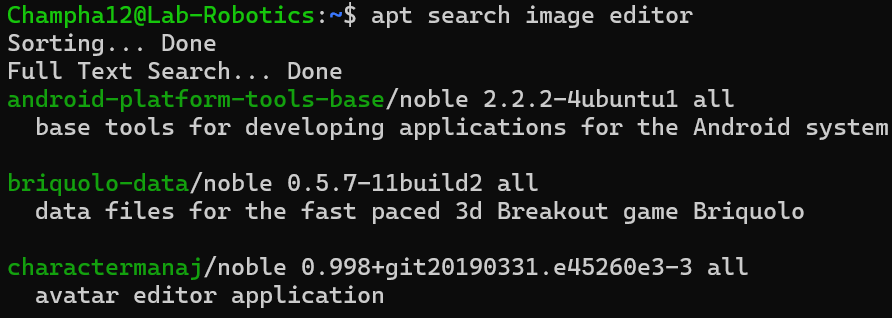 Champha12@Lab-Robotics:~$ apt search image editor
Sorting... Done
Full Text Search... Done
android-platform-tools-base/noble 2.2.2-4ubuntu1 all
  base tools for developing applications for the Android system

briquolo-data/noble 0.5.7-11build2 all
  data files for the fast paced 3d Breakout game Briquolo

charactermanaj/noble 0.998+git20190331.e45260e3-3 all
  avatar editor application